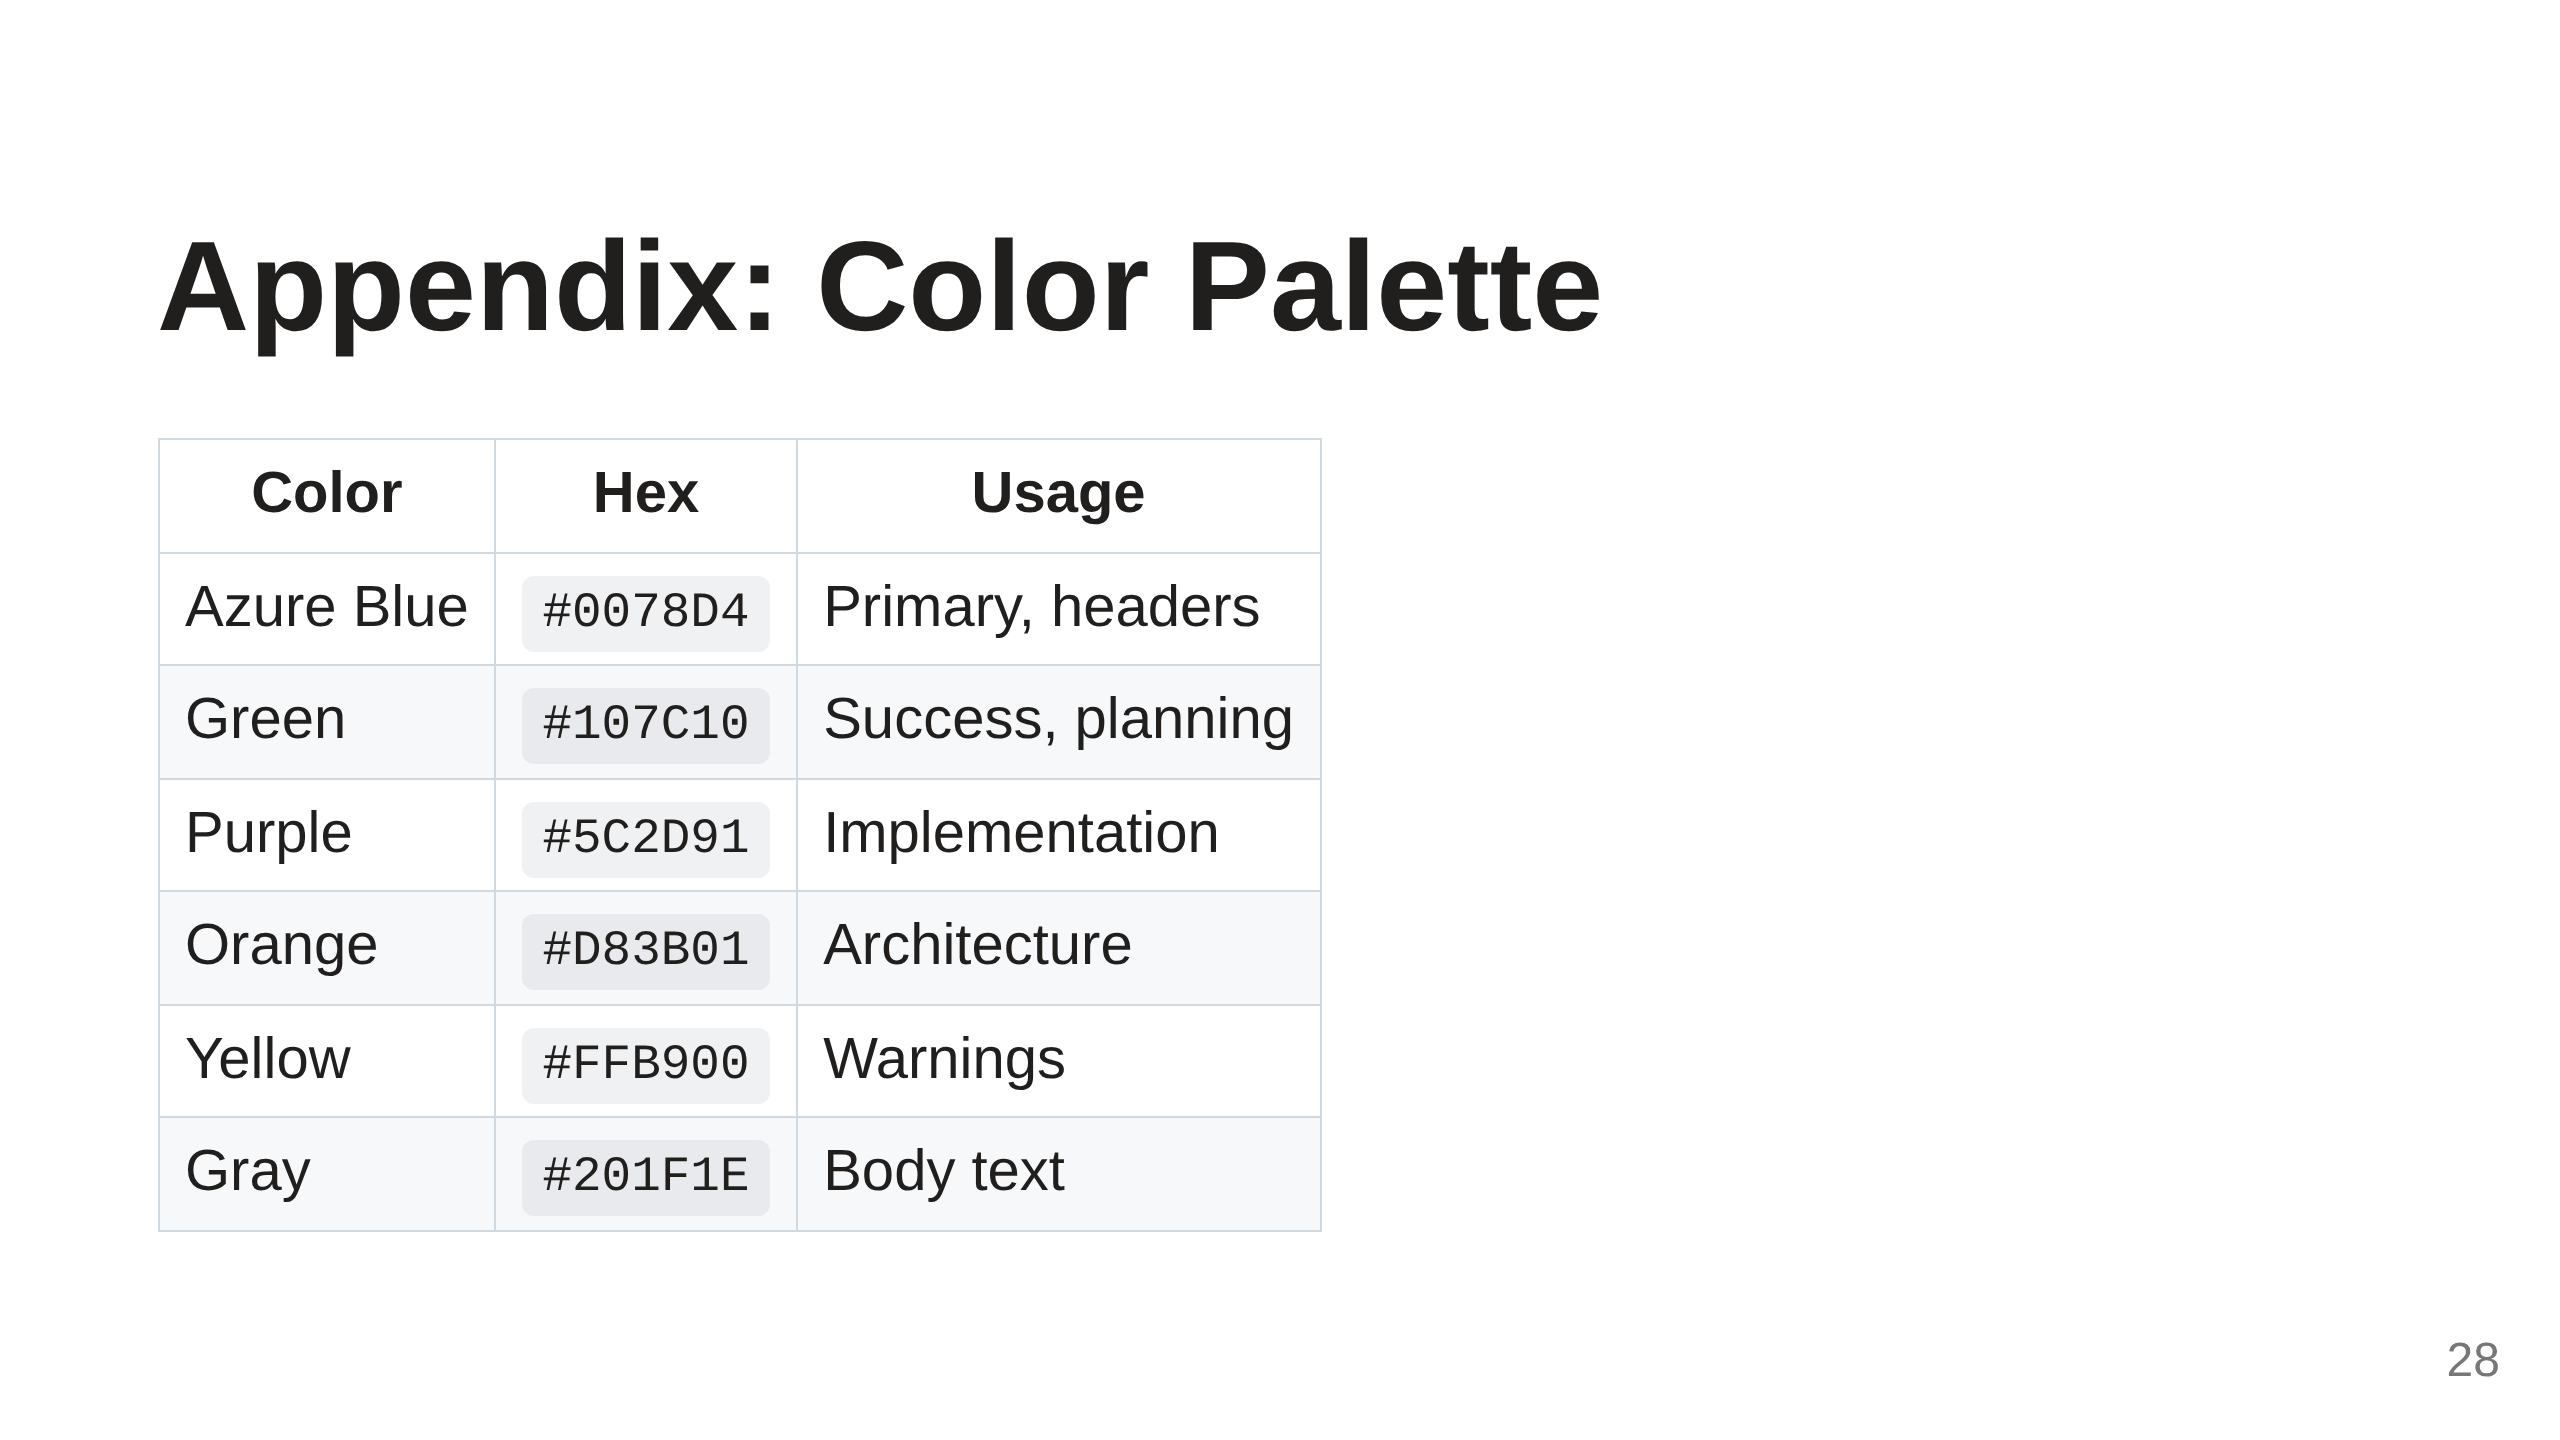 Appendix: Color Palette
Color Hex Usage
Azure Blue #0078D4 Primary, headers
Green #107C10 Success, planning
Purple #5C2D91 Implementation
Orange #D83B01 Architecture
Yellow #FFB900 Warnings
Gray #201F1E Body text
28